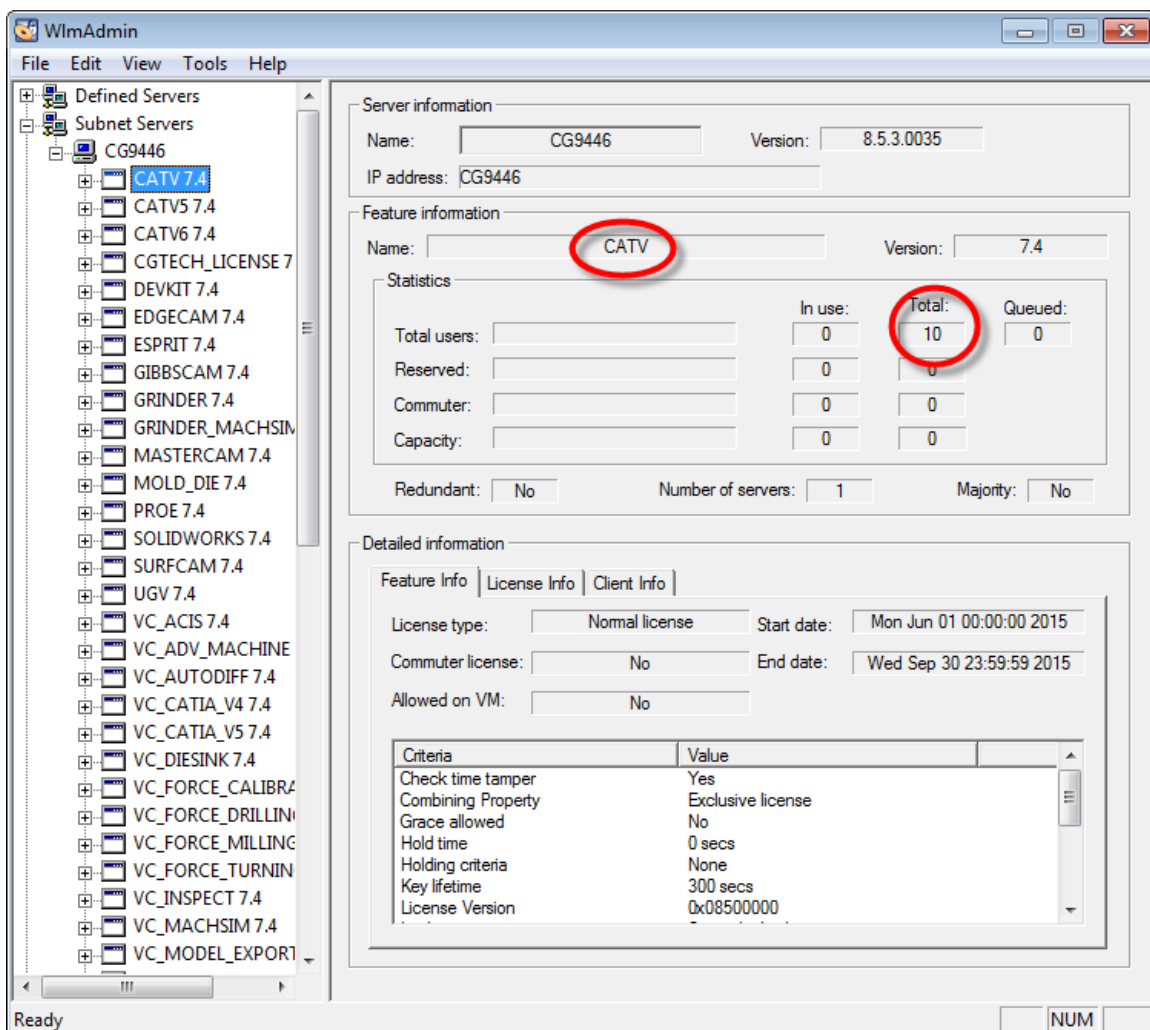 WlmAdmin
File Edit View Tools Help
Defined Servers
Subnet Servers
CG9446
CATV 7.4
CATV5 7.4
CATV6 7.4
CGTECH_LICENSE 7
DEVKIT 7.4
EDGECAM 7.4
ESPRIT 7.4
GIBBSCAM 7.4
GRINDER 7.4
GRINDER_MACHSIM
MASTERCAM 7.4
MOLD_DIE 7.4
PROE 7.4
SOLIDWORKS 7.4
SURFCAM 7.4
UGV 7.4
VC_ACIS 7.4
VC_ADV_MACHINE
VC_AUTODIFF 7.4
VC_CATIA_V4 7.4
VC_CATIA_V5 7.4
VC_DIESINK 7.4
VC_FORCE_CALIBRA
VC_FORCE_DRILLIN
VC_FORCE_MILLING
VC_FORCE_TURNIN
VC_INSPECT 7.4
VC_MACHSIM 7.4
VC_MODEL_EXPORT
Server information
Name: CG9446 Version: 8.5.3.0035
IP address: CG9446
Feature information
Name: CATV Version: 7.4
Statistics
In use: Total: Queued:
Total users: 0 10 0
Reserved: 0 0
Commuter: 0 0
Capacity: 0 0
Redundant: No Number of servers: 1 Majority: No
Detailed information
Feature Info License Info Client Info
License type: Normal license Start date: Mon Jun 01 00:00:00 2015
Commuter license: No End date: Wed Sep 30 23:59:59 2015
Allowed on VM: No
Criteria Value
Check time tamper Yes
Combining Property Exclusive license
Grace allowed No
Hold time 0 secs
Holding criteria None
Key lifetime 300 secs
License Version 0x08500000
Ready NUM